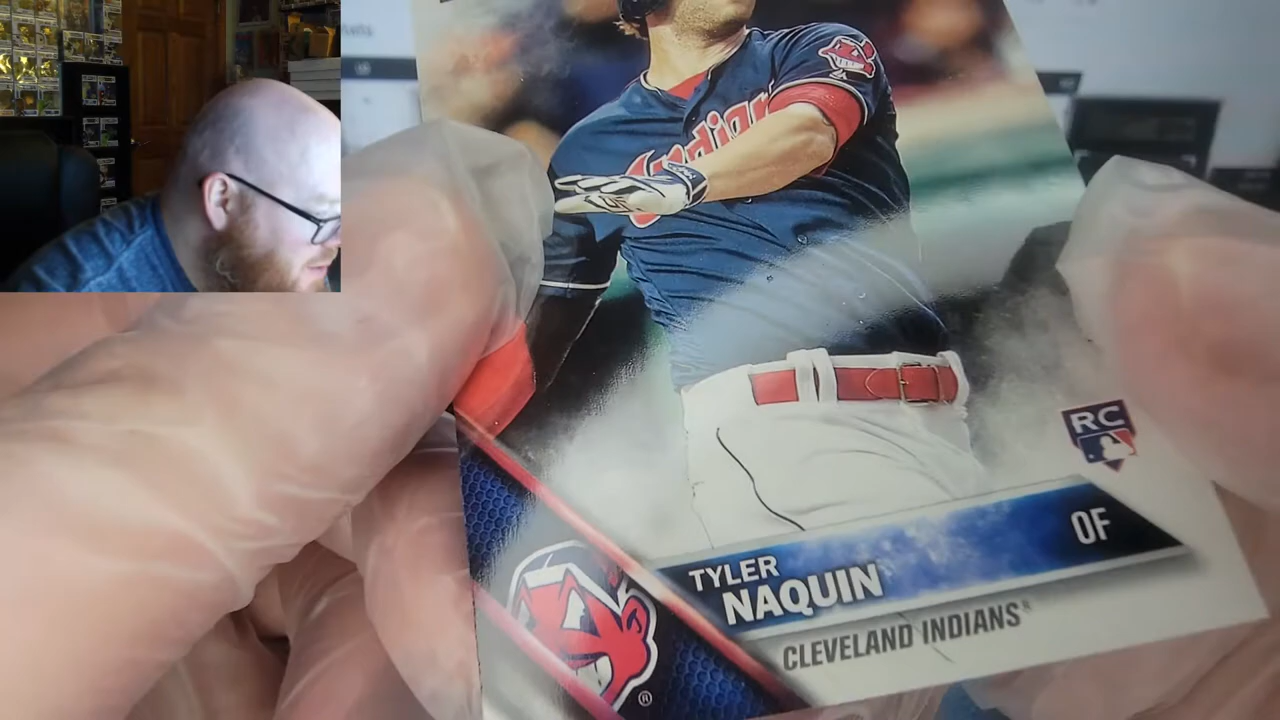 Indians
RC
OF
TYLER
NAQUIN
CLEVELAND INDIANS®
®